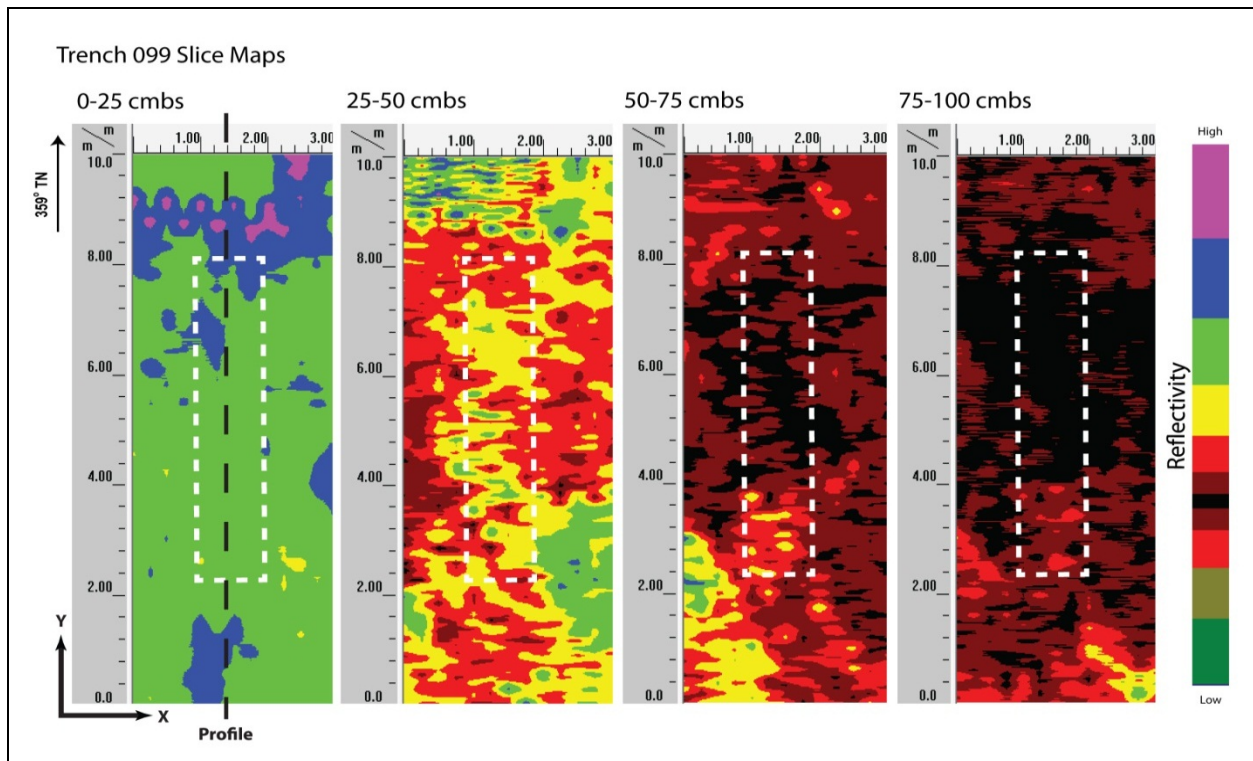 Trench 099 Slice Maps
0-25 cmbs
25-50 cmbs
50-75 cmbs
75-100 cmbs
m
m
1.00 2.00 3.00
m
m
1.00 2.00 3.00
m
m
1.00 2.00 3.00
m
m
1.00 2.00 3.00
High
359° TN
10.0
8.00
6.00
4.00
2.00
0.0
10.0
8.00
6.00
4.00
2.00
0.0
10.0
8.00
6.00
4.00
2.00
0.0
10.0
8.00
6.00
4.00
2.00
0.0
Reflectivity
Low
Y
X
Profile